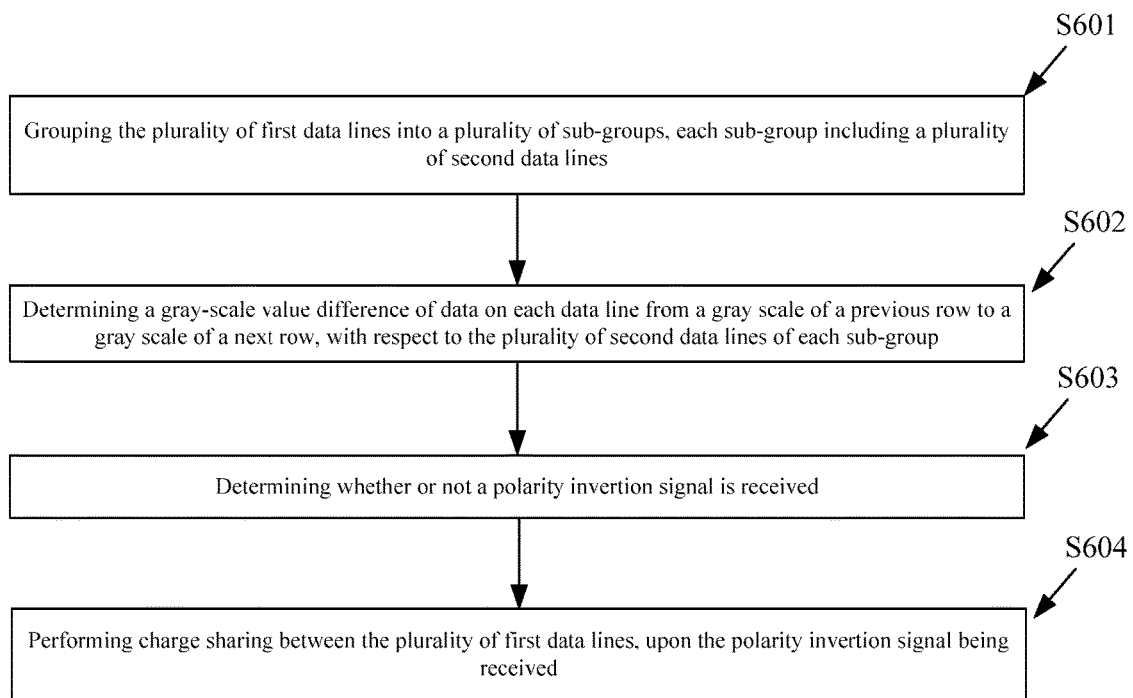 S601
Grouping the plurality of first data lines into a plurality of sub-groups, each sub-group including a plurality
of second data lines
S602
Determining a gray-scale value difference of data on each data line from a gray scale of a previous row to a
gray scale of a next row, with respect to the plurality of second data lines of each sub-group
S603
Determining whether or not a polarity invertion signal is received
S604
Performing charge sharing between the plurality of first data lines, upon the polarity invertion signal being
received